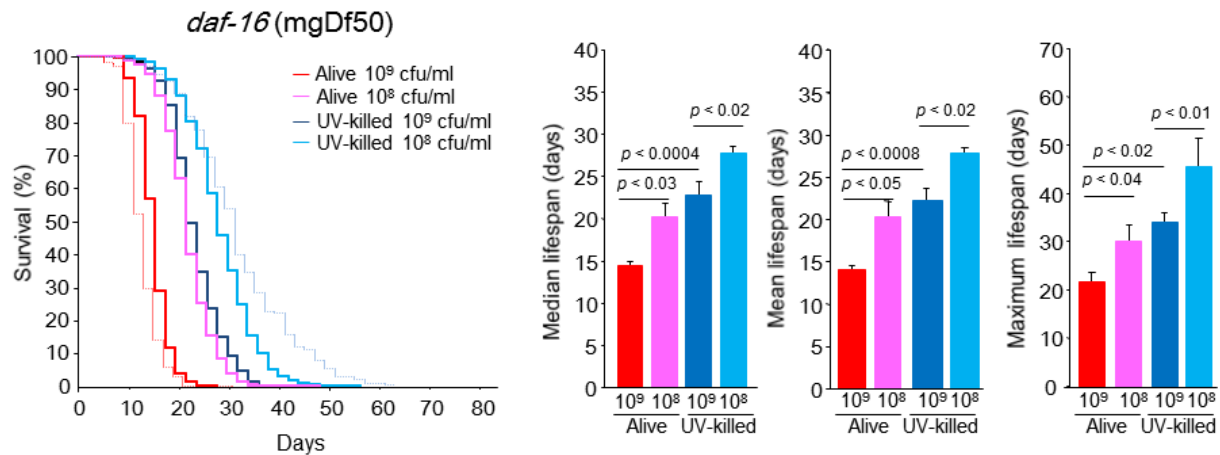 daf-16 (mgDf50)
100
90
80
70
60
50
40
30
20
10
0
Survival (%)
0 10 20 30 40 50 60 70 80
Days
Alive 10⁹ cfu/ml
Alive 10⁸ cfu/ml
UV-killed 10⁹ cfu/ml
UV-killed 10⁸ cfu/ml
40
35
30
25
20
15
10
5
0
Median lifespan (days)
p < 0.02
p < 0.0004
p < 0.03
10⁹ 10⁸ 10⁹ 10⁸
Alive UV-killed
40
35
30
25
20
15
10
5
0
Mean lifespan (days)
p < 0.02
p < 0.0008
p < 0.05
10⁹ 10⁸ 10⁹ 10⁸
Alive UV-killed
70
60
50
40
30
20
10
0
Maximum lifespan (days)
p < 0.01
p < 0.02
p < 0.04
10⁹ 10⁸ 10⁹ 10⁸
Alive UV-killed